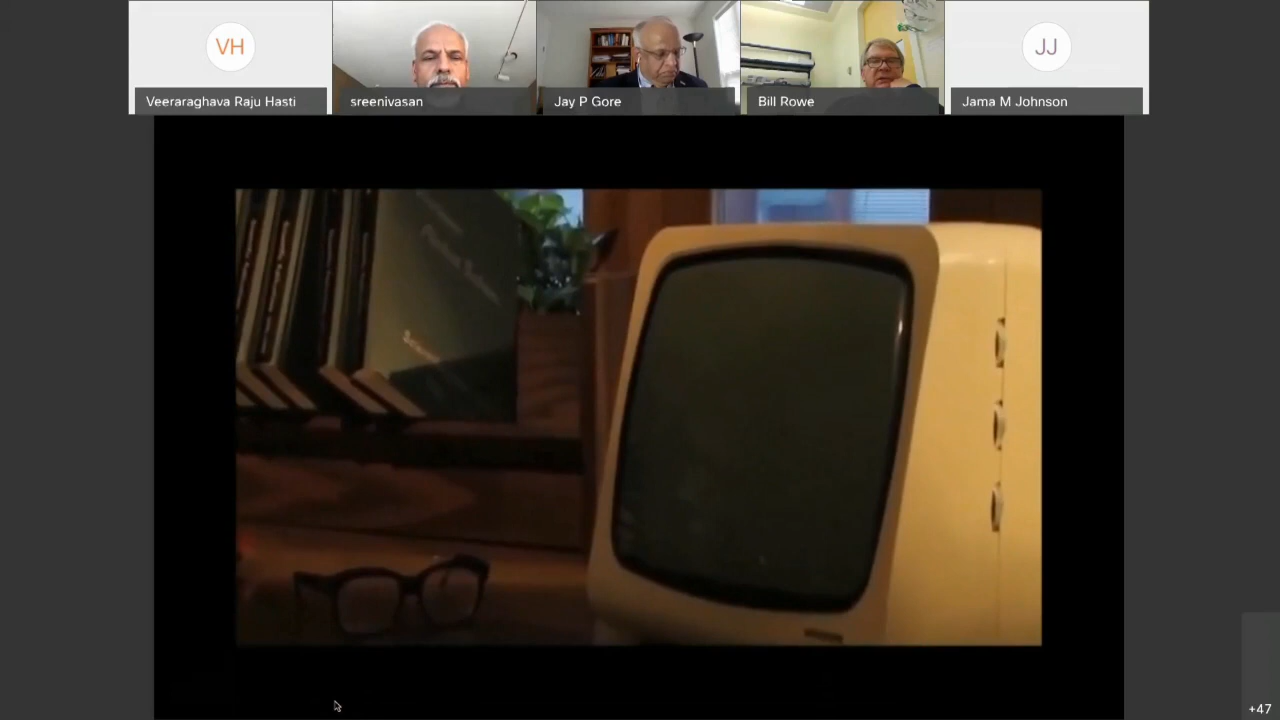 VH
Veeraraghava Raju Hasti
sreenivasan
Jay P Gore
Bill Rowe
JJ
Jama M Johnson
+47